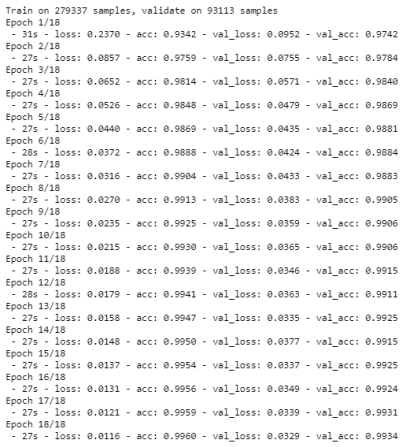 Train on 279337 samples, validate on 93113 samples
Epoch 1/18
 - 31s - loss: 0.2370 - acc: 0.9342 - val_loss: 0.0952 - val_acc: 0.9742
Epoch 2/18
 - 27s - loss: 0.0857 - acc: 0.9759 - val_loss: 0.0755 - val_acc: 0.9784
Epoch 3/18
 - 27s - loss: 0.0652 - acc: 0.9814 - val_loss: 0.0571 - val_acc: 0.9840
Epoch 4/18
 - 27s - loss: 0.0526 - acc: 0.9848 - val_loss: 0.0479 - val_acc: 0.9869
Epoch 5/18
 - 27s - loss: 0.0440 - acc: 0.9869 - val_loss: 0.0435 - val_acc: 0.9881
Epoch 6/18
 - 28s - loss: 0.0372 - acc: 0.9888 - val_loss: 0.0424 - val_acc: 0.9884
Epoch 7/18
 - 27s - loss: 0.0316 - acc: 0.9904 - val_loss: 0.0433 - val_acc: 0.9883
Epoch 8/18
 - 27s - loss: 0.0270 - acc: 0.9913 - val_loss: 0.0383 - val_acc: 0.9905
Epoch 9/18
 - 27s - loss: 0.0235 - acc: 0.9925 - val_loss: 0.0359 - val_acc: 0.9906
Epoch 10/18
 - 27s - loss: 0.0215 - acc: 0.9930 - val_loss: 0.0365 - val_acc: 0.9906
Epoch 11/18
 - 27s - loss: 0.0188 - acc: 0.9939 - val_loss: 0.0346 - val_acc: 0.9915
Epoch 12/18
 - 28s - loss: 0.0179 - acc: 0.9941 - val_loss: 0.0363 - val_acc: 0.9911
Epoch 13/18
 - 27s - loss: 0.0158 - acc: 0.9947 - val_loss: 0.0335 - val_acc: 0.9925
Epoch 14/18
 - 27s - loss: 0.0148 - acc: 0.9950 - val_loss: 0.0377 - val_acc: 0.9915
Epoch 15/18
 - 27s - loss: 0.0137 - acc: 0.9954 - val_loss: 0.0337 - val_acc: 0.9925
Epoch 16/18
 - 27s - loss: 0.0131 - acc: 0.9956 - val_loss: 0.0349 - val_acc: 0.9924
Epoch 17/18
 - 27s - loss: 0.0121 - acc: 0.9959 - val_loss: 0.0339 - val_acc: 0.9931
Epoch 18/18
 - 27s - loss: 0.0116 - acc: 0.9960 - val_loss: 0.0329 - val_acc: 0.9934